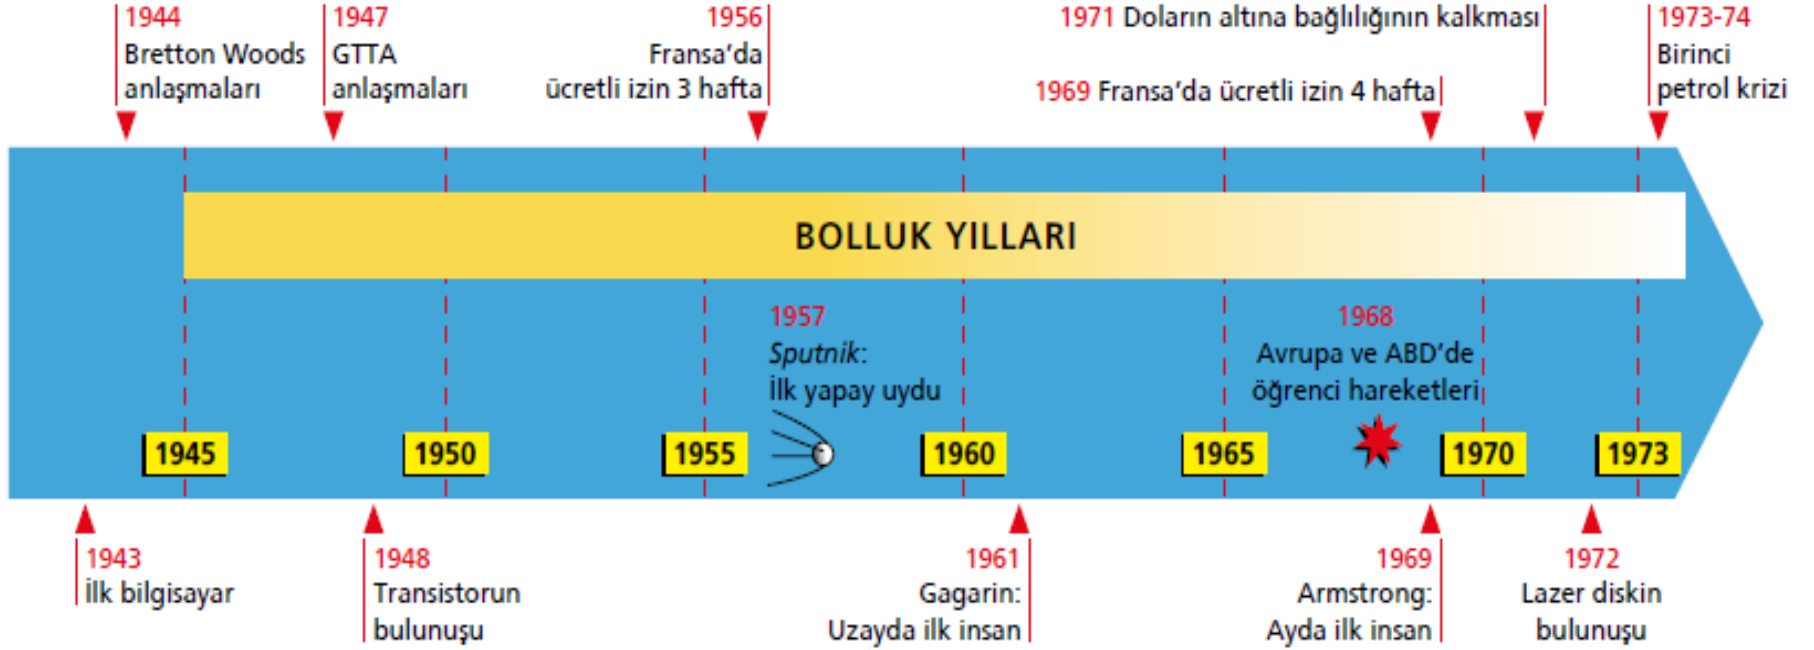 1944
Bretton Woods
anlaşmaları
1947
GTTA
anlaşmaları
1956
Fransa’da
ücretli izin 3 hafta
1971 Doların altına bağlılığının kalkması
1969 Fransa’da ücretli izin 4 hafta
1973-74
Birinci
petrol krizi
BOLLUK YILLARI
1957
Sputnik:
İlk yapay uydu
1968
Avrupa ve ABD’de
öğrenci hareketleri
1945
1950
1955
1960
1965
1970
1973
1943
İlk bilgisayar
1948
Transistorun
bulunuşu
1961
Gagarin:
Uzayda ilk insan
1969
Armstrong:
Ayda ilk insan
1972
Lazer diskin
bulunuşu